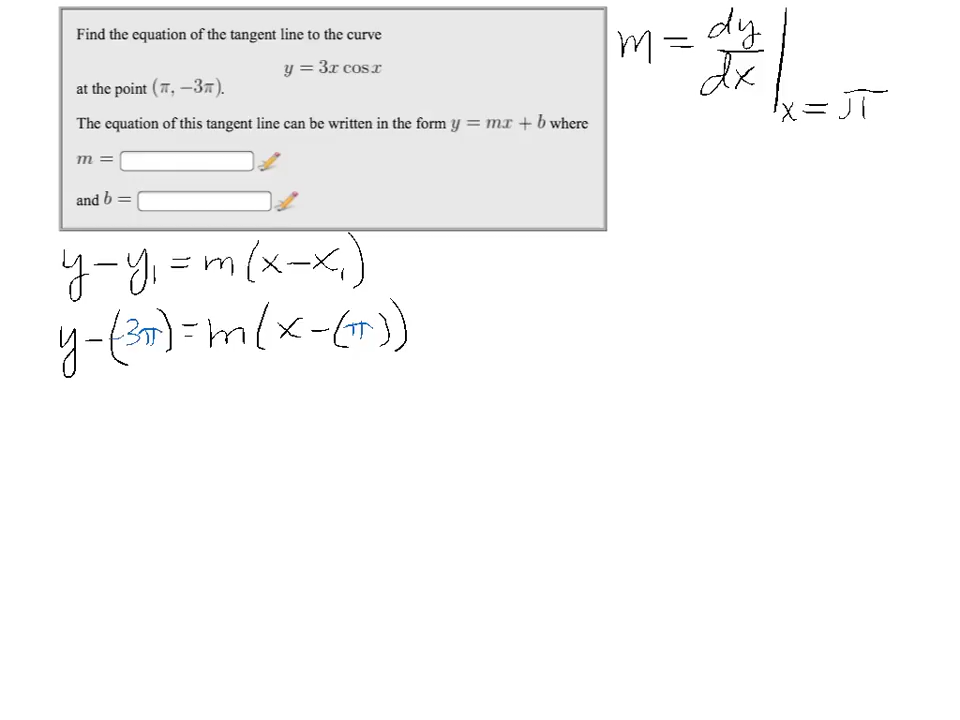 Find the equation of the tangent line to the curve
y = 3x cos x
at the point (π, −3π).
The equation of this tangent line can be written in the form y = mx + b where
m =
and b =
m = dy/dx | x = π
y − y₁ = m(x − x₁)
y − (−3π) = m(x − (π))